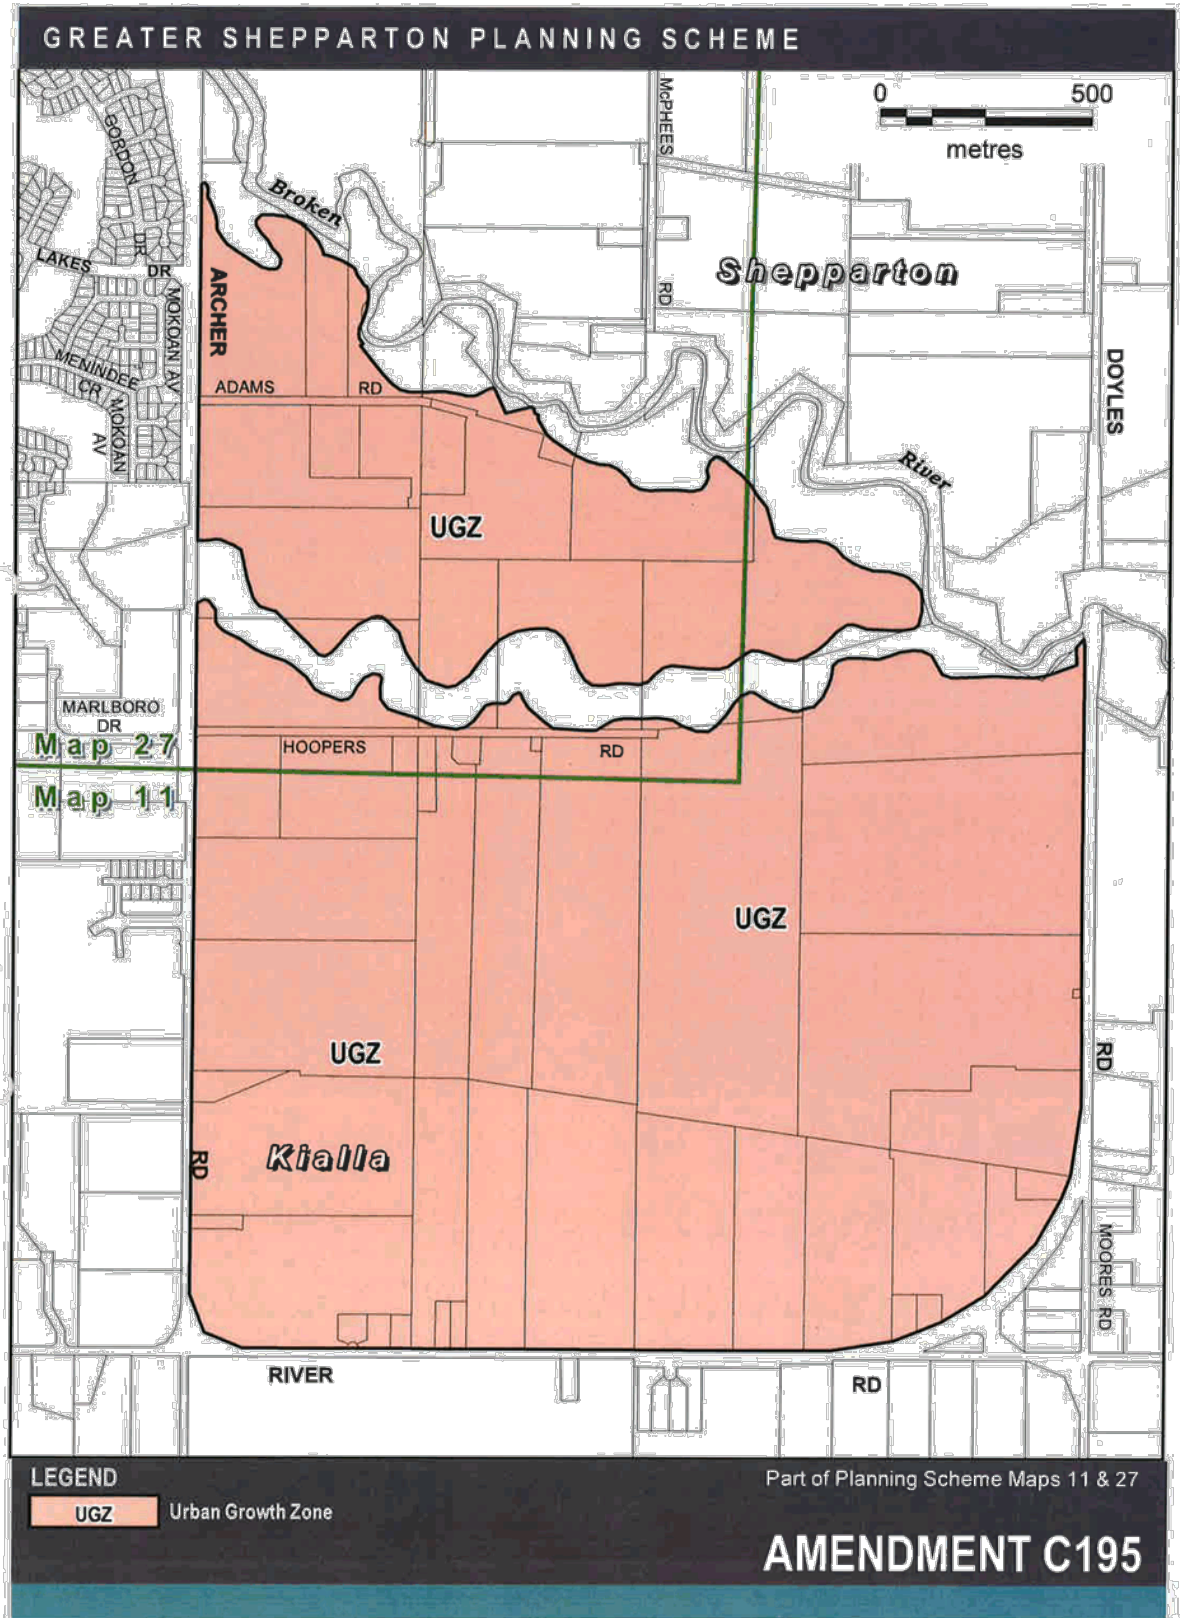 GREATER SHEPPARTON PLANNING SCHEME
0 500
metres
McPHEES
RD
GORDON
DR
Broken
LAKES
DR
Shepparton
ARCHER
MOKOAN AV
MENINDEE
CR
MOKOAN
AV
ADAMS RD
DOYLES
River
UGZ
MARLBORO
DR
Map 27
HOOPERS RD
Map 11
UGZ
UGZ
RD
Kialla
RD
MOORES RD
RIVER RD
LEGEND
UGZ Urban Growth Zone
Part of Planning Scheme Maps 11 & 27
AMENDMENT C195